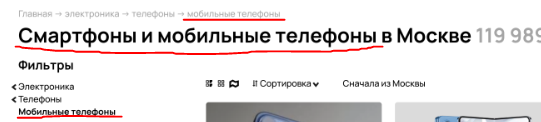 Главная → электроника → телефоны → мобильные телефоны
Смартфоны и мобильные телефоны в Москве 119 989
Фильтры
Электроника
Сортировка
Сначала из Москвы
Телефоны
Мобильные телефоны